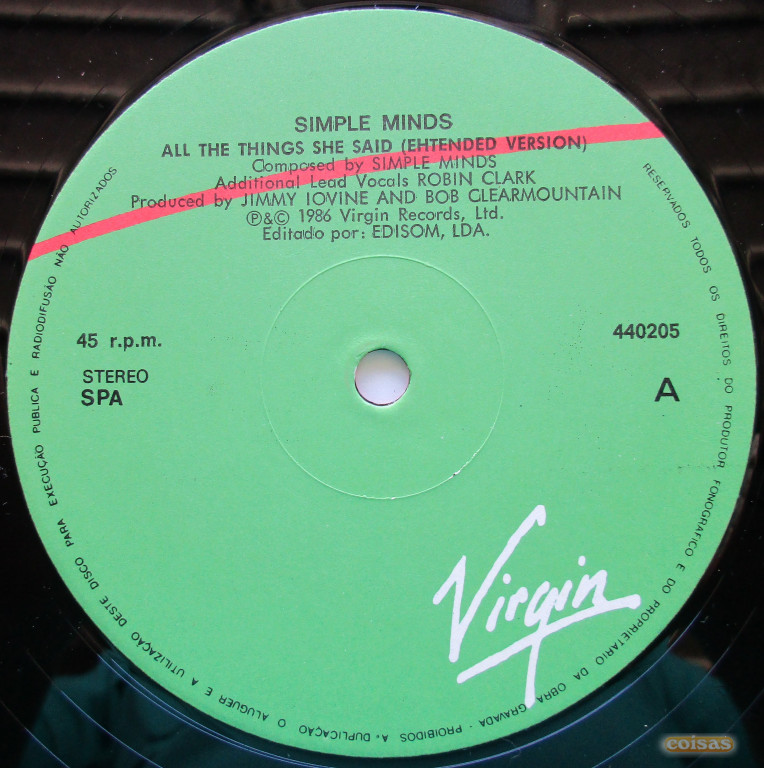 SIMPLE MINDS
ALL THE THINGS SHE SAID (EHTENDED VERSION)
Composed by SIMPLE MINDS
Additional Lead Vocals ROBIN CLARK
Produced by JIMMY IOVINE AND BOB CLEARMOUNTAIN
℗&© 1986 Virgin Records, Ltd.
Editado por: EDISOM, LDA.
45 r.p.m.
440205
STEREO
SPA
A
Virgin
RESERVADOS TODOS OS DIREITOS DO PRODUTOR FONOGRAFICO E DO PROPRIETARIO DA OBRA GRAVADA - PROIBIDOS A DUPLICAÇAO O ALUGUER E A UTILIZAÇAO DESTE DISCO PARA EXECUÇÃO PUBLICA E RADIODIFUSÃO NÃO AUTORIZADOS
coisas